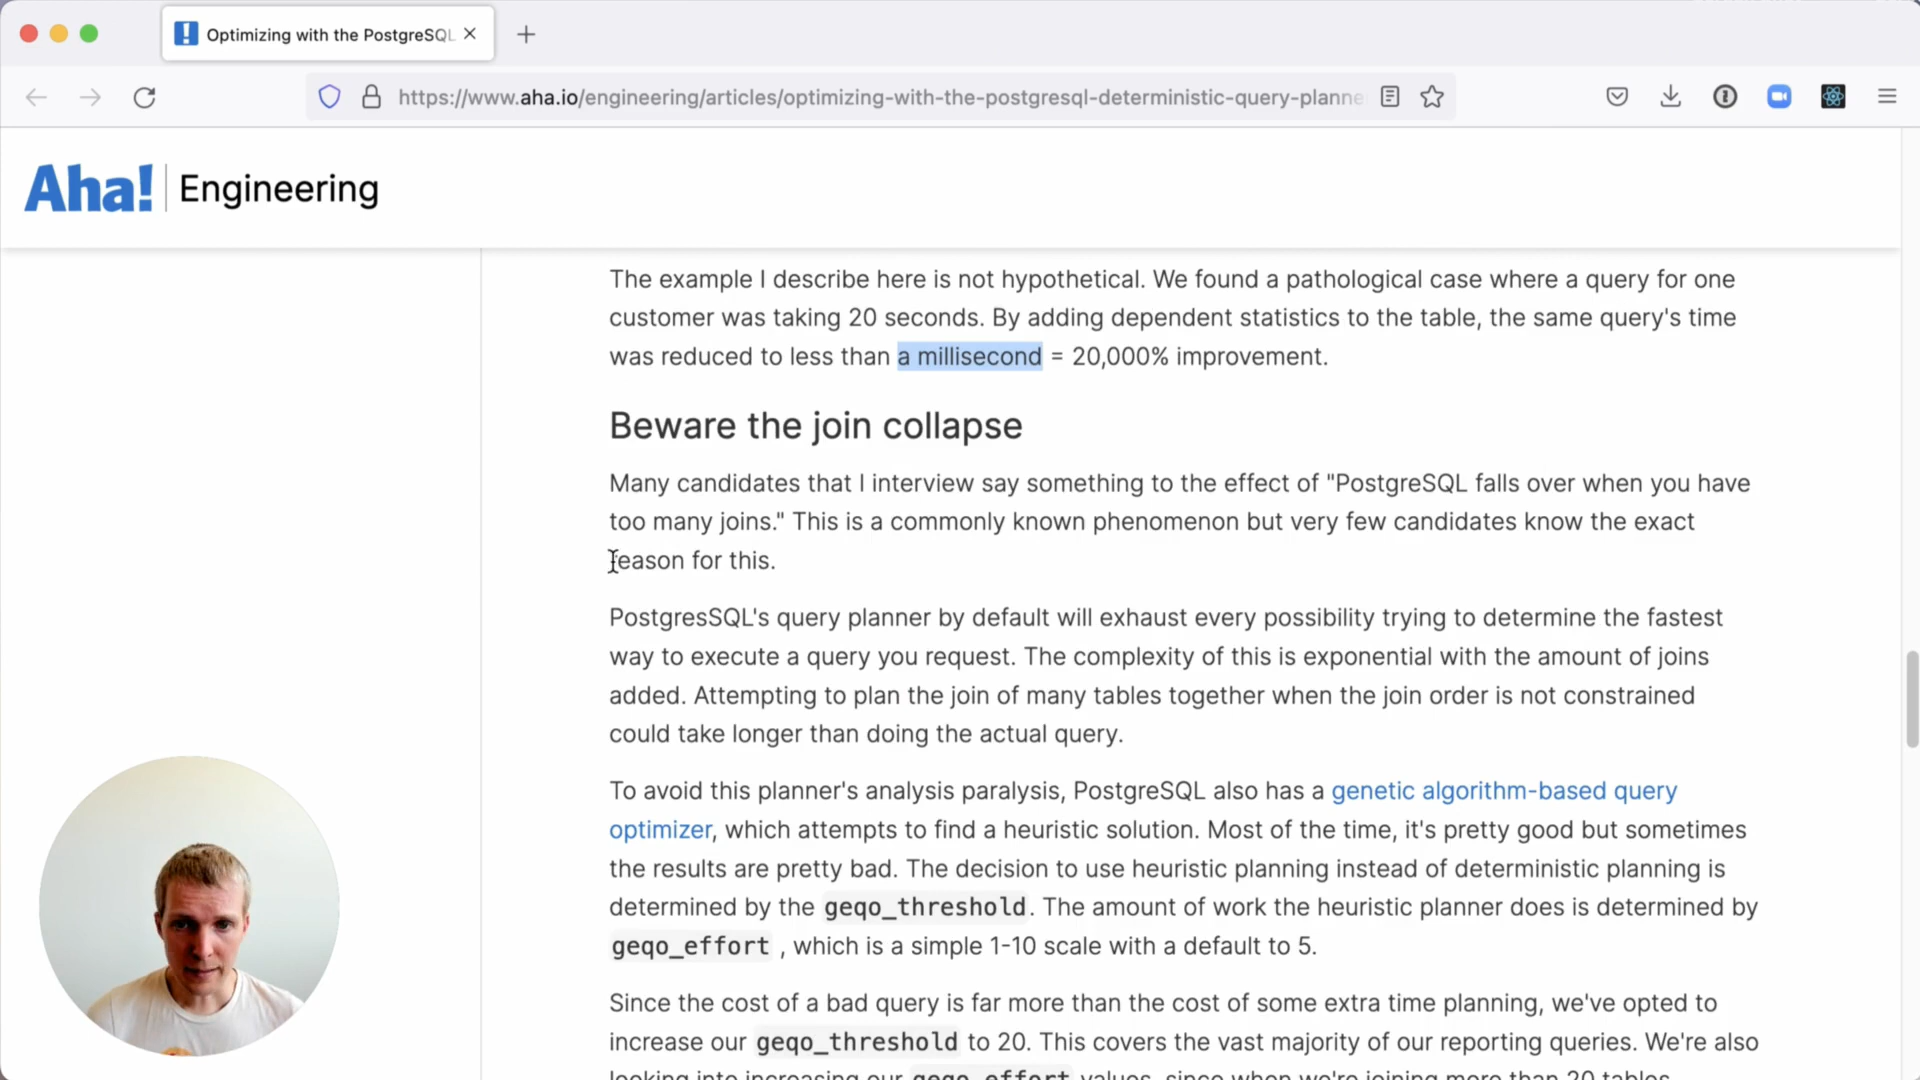 Optimizing with the PostgreSQL
https://www.aha.io/engineering/articles/optimizing-with-the-postgresql-deterministic-query-planne
Aha! Engineering
The example I describe here is not hypothetical. We found a pathological case where a query for one
customer was taking 20 seconds. By adding dependent statistics to the table, the same query's time
was reduced to less than a millisecond = 20,000% improvement.
Beware the join collapse
Many candidates that I interview say something to the effect of "PostgreSQL falls over when you have
too many joins." This is a commonly known phenomenon but very few candidates know the exact
reason for this.
PostgresSQL's query planner by default will exhaust every possibility trying to determine the fastest
way to execute a query you request. The complexity of this is exponential with the amount of joins
added. Attempting to plan the join of many tables together when the join order is not constrained
could take longer than doing the actual query.
To avoid this planner's analysis paralysis, PostgreSQL also has a genetic algorithm-based query
optimizer, which attempts to find a heuristic solution. Most of the time, it's pretty good but sometimes
the results are pretty bad. The decision to use heuristic planning instead of deterministic planning is
determined by the geqo_threshold. The amount of work the heuristic planner does is determined by
geqo_effort , which is a simple 1-10 scale with a default to 5.
Since the cost of a bad query is far more than the cost of some extra time planning, we've opted to
increase our geqo_threshold to 20. This covers the vast majority of our reporting queries. We're also
looking into increasing our geqo_effort values, since when we're joining more than 20 tables